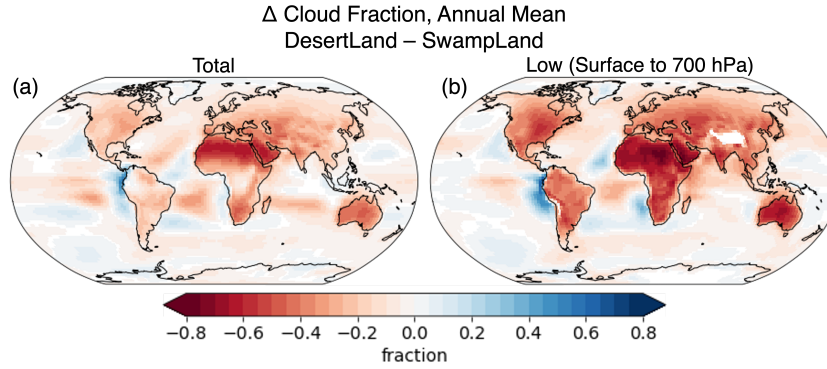 Δ Cloud Fraction, Annual Mean
DesertLand – SwampLand
Total
Low (Surface to 700 hPa)
(a)
(b)
−0.8 −0.6 −0.4 −0.2 0.0 0.2 0.4 0.6 0.8
fraction